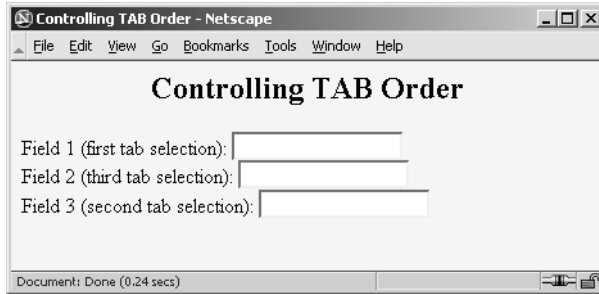 Controlling TAB Order - Netscape
File Edit View Go Bookmarks Tools Window Help
Controlling TAB Order
Field 1 (first tab selection):
Field 2 (third tab selection):
Field 3 (second tab selection):
Document: Done (0.24 secs)